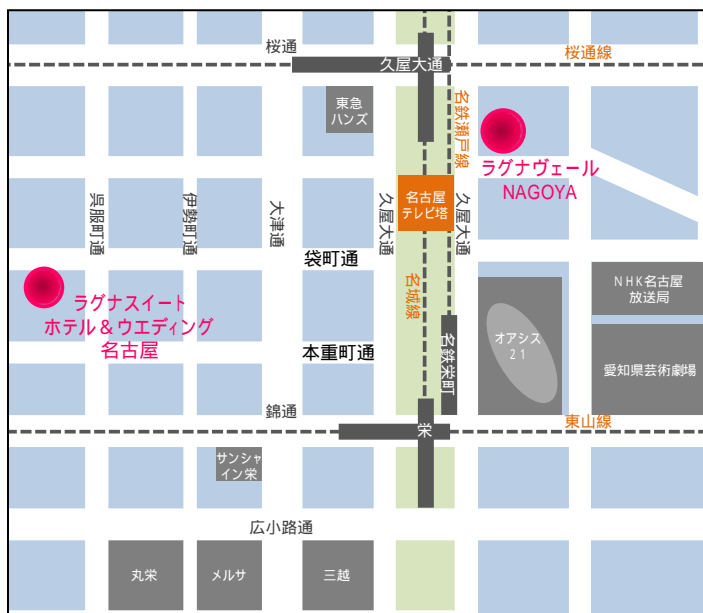 桜通
桜通線
久屋大通
東急
ハンズ
名鉄瀬戸線
ラグナヴェール
NAGOYA
呉服町通
伊勢町通
大津通
久屋大通
名古屋
テレビ塔
久屋大通
袋町通
名城線
ラグナスイート
ホテル＆ウエディング
名古屋
本重町通
名鉄栄町
オアシス
21
NHK名古屋
放送局
愛知県芸術劇場
錦通
栄
東山線
サンシャ
イン栄
広小路通
丸栄
メルサ
三越